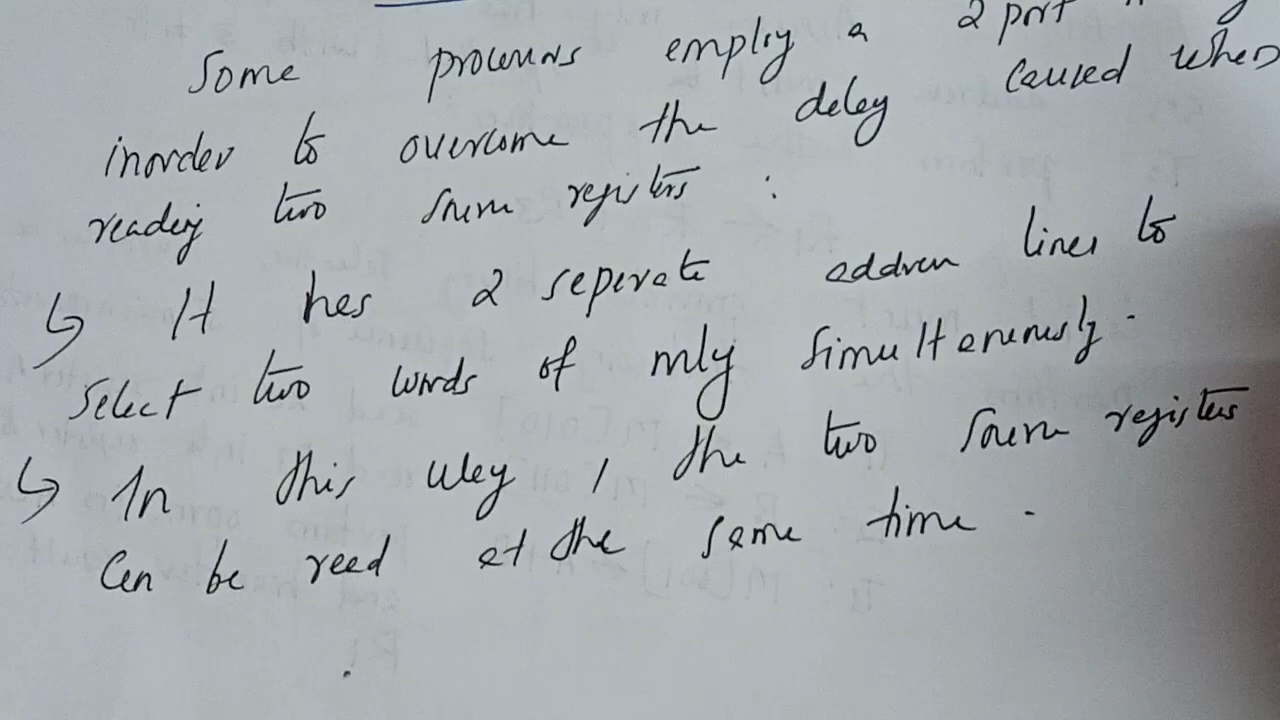 Some processors employ a 2 port
inorder to overcome the delay caused when
reading two source registers :
↳ It has 2 seperate address lines to
select two words of mly simultaneously.
↳ In this way, the two source registers
can be read at the same time.